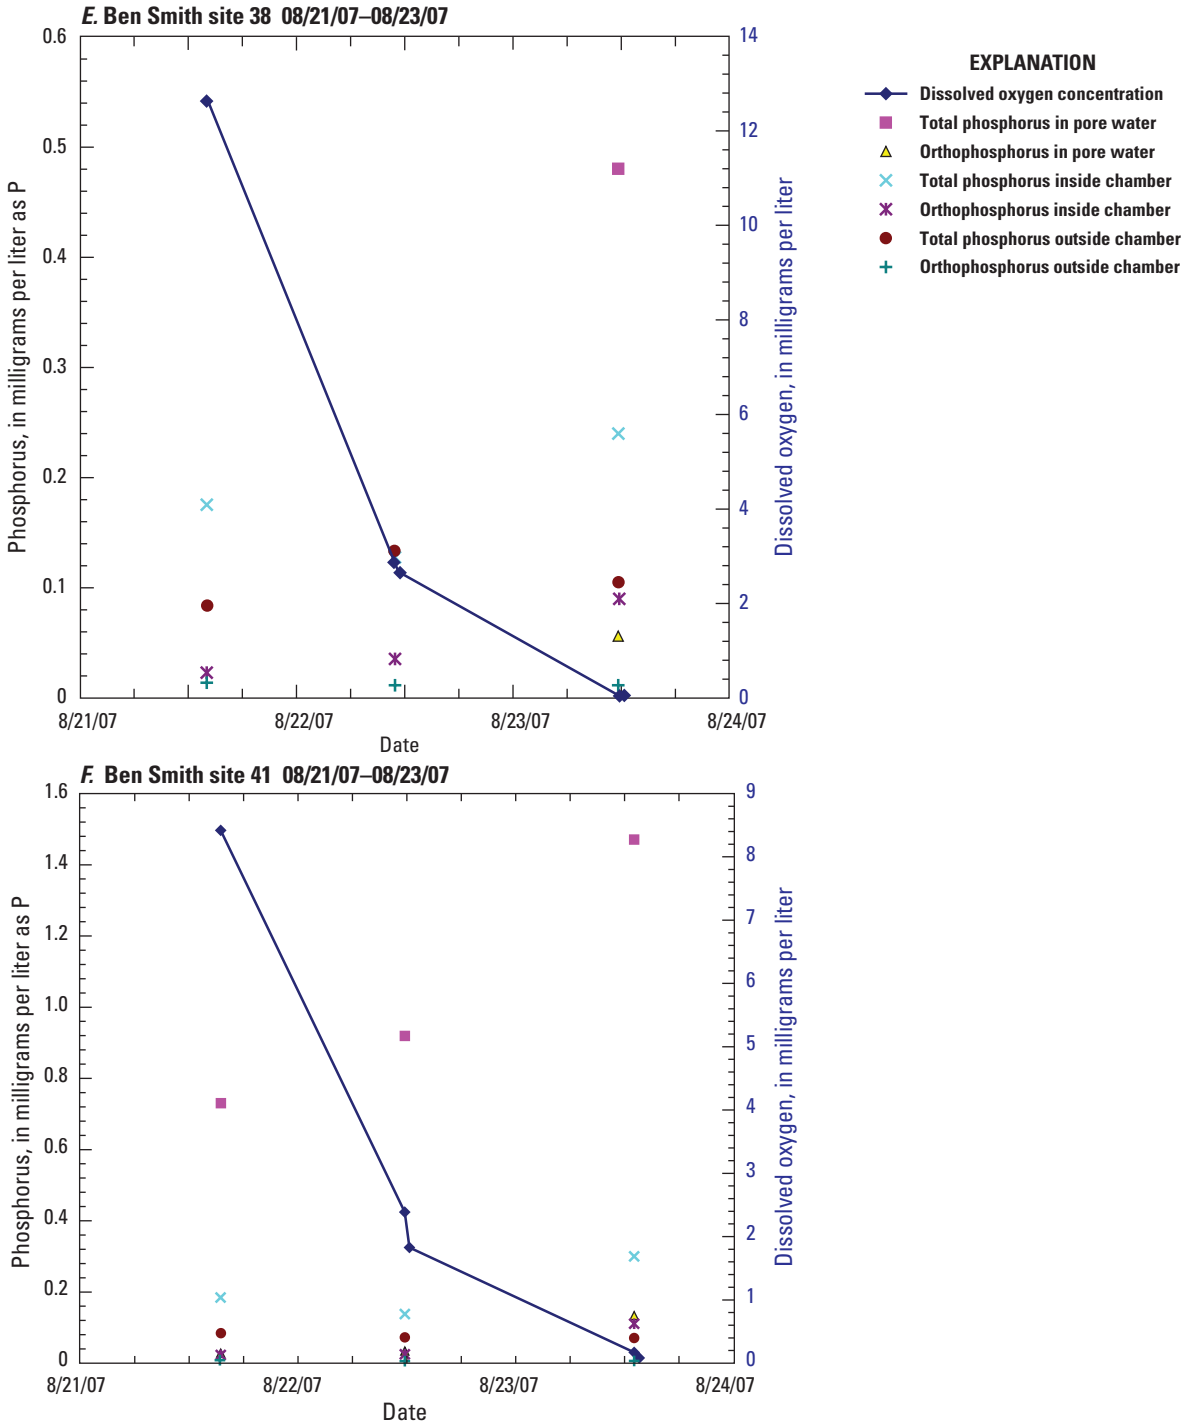 E. Ben Smith site 38 08/21/07–08/23/07
Phosphorus, in milligrams per liter as P
0.6
0.5
0.4
0.3
0.2
0.1
0
14
12
10
8
6
4
2
0
Dissolved oxygen, in milligrams per liter
8/21/07 8/22/07 8/23/07 8/24/07
Date
EXPLANATION
Dissolved oxygen concentration
Total phosphorus in pore water
Orthophosphorus in pore water
Total phosphorus inside chamber
Orthophosphorus inside chamber
Total phosphorus outside chamber
Orthophosphorus outside chamber
F. Ben Smith site 41 08/21/07–08/23/07
Phosphorus, in milligrams per liter as P
1.6
1.4
1.2
1.0
0.8
0.6
0.4
0.2
0
9
8
7
6
5
4
3
2
1
0
Dissolved oxygen, in milligrams per liter
8/21/07 8/22/07 8/23/07 8/24/07
Date